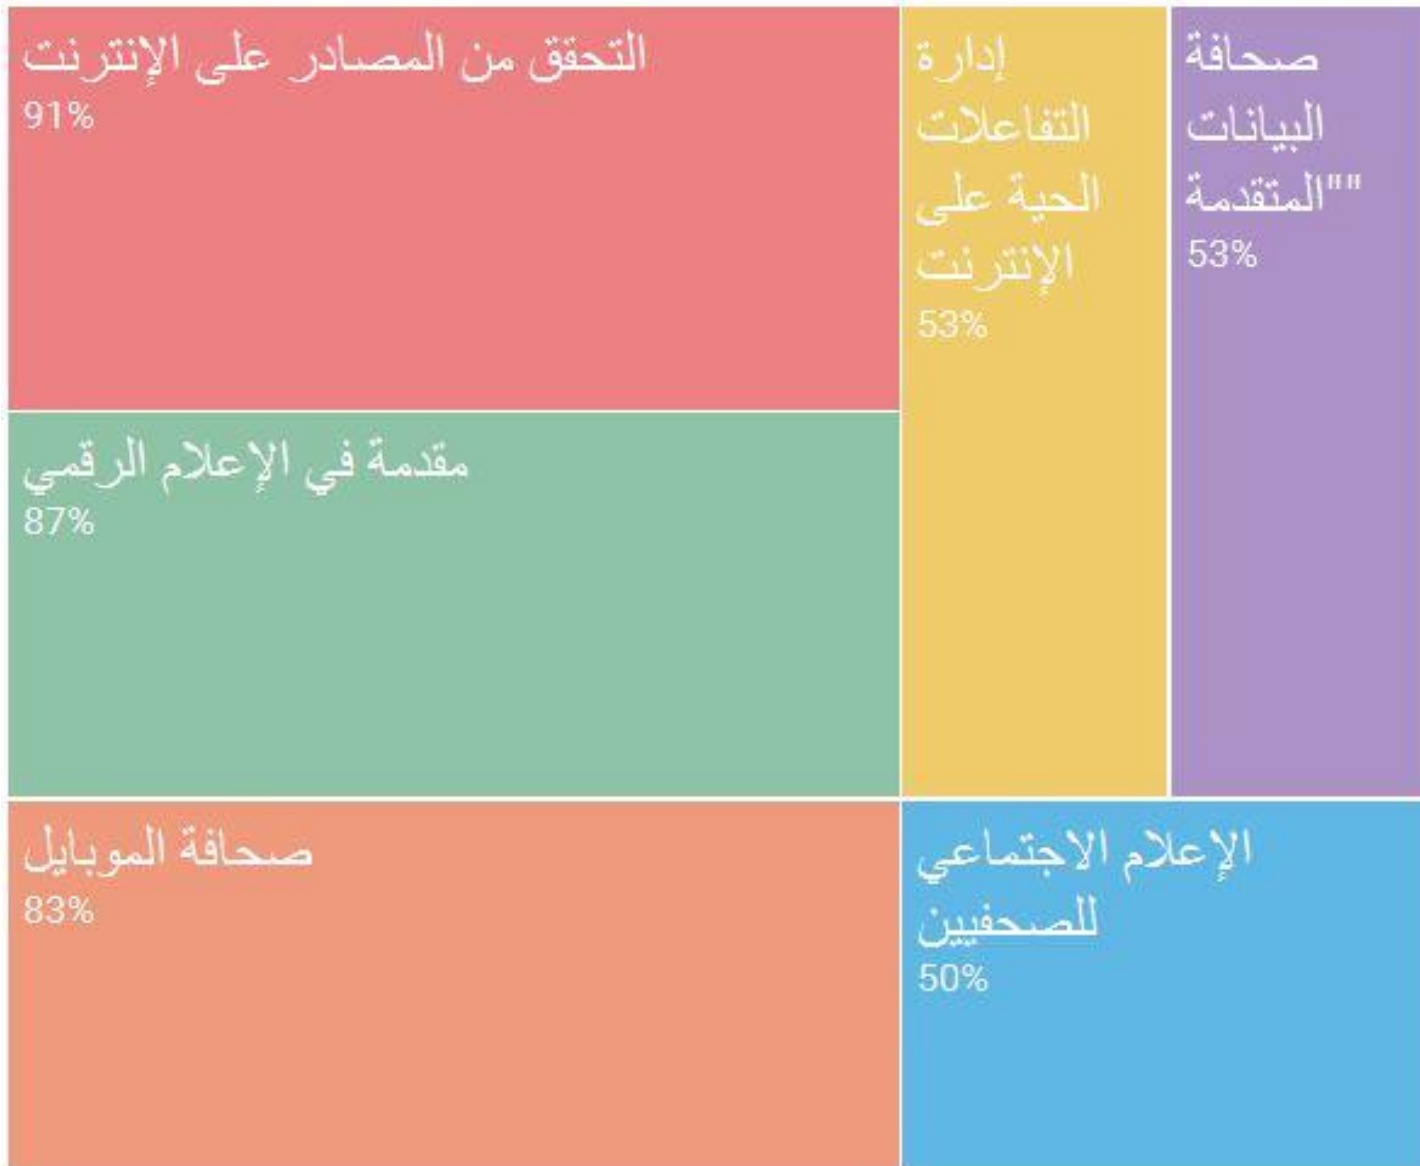 التحقق من المصادر على الإنترنت
91%
مقدمة في الإعلام الرقمي
87%
صحافة الموبايل
83%
إدارة
التفاعلات
الحية على
الإنترنت
53%
صحافة
البيانات
المتقدمة""
53%
الإعلام الاجتماعي
للصحفيين
50%